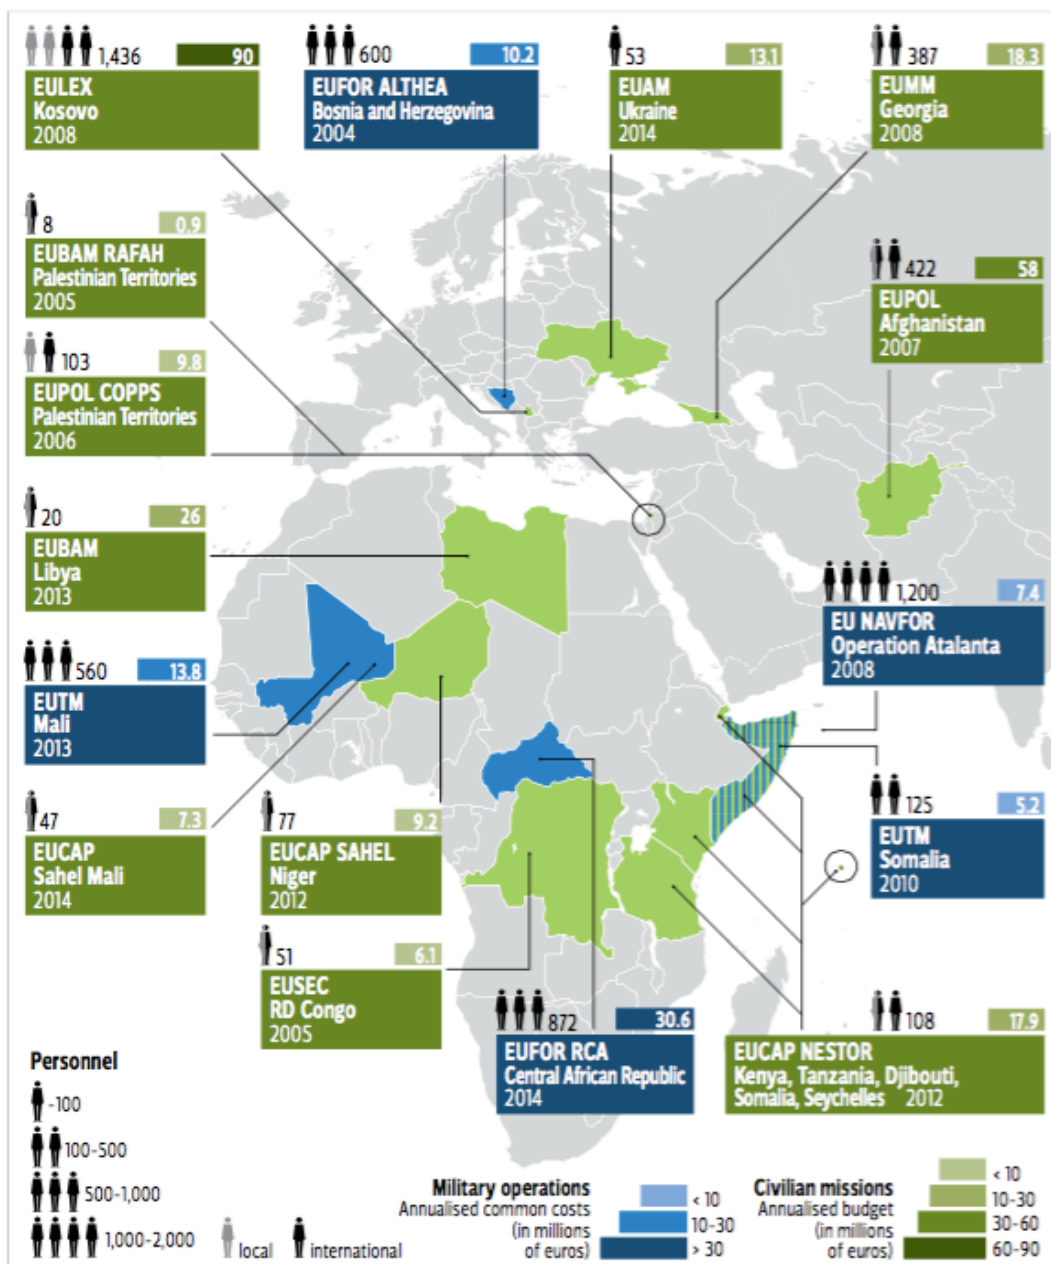 1,436 90
EULEX
Kosovo
2008
600 10.2
EUFOR ALTHEA
Bosnia and Herzegovina
2004
53 13.1
EUAM
Ukraine
2014
387 18.3
EUMM
Georgia
2008
8 0.9
EUBAM RAFAH
Palestinian Territories
2005
422 58
EUPOL
Afghanistan
2007
103 9.8
EUPOL COPPS
Palestinian Territories
2006
20 26
EUBAM
Libya
2013
1,200 7.4
EU NAVFOR
Operation Atalanta
2008
560 13.8
EUTM
Mali
2013
125 5.2
EUTM
Somalia
2010
47 7.3
EUCAP
Sahel Mali
2014
77 9.2
EUCAP SAHEL
Niger
2012
51 6.1
EUSEC
RD Congo
2005
872 30.6
EUFOR RCA
Central African Republic
2014
108 17.9
EUCAP NESTOR
Kenya, Tanzania, Djibouti,
Somalia, Seychelles 2012
Personnel
-100
100-500
500-1,000
1,000-2,000
local
international
Military operations
Annualised common costs
(in millions
of euros)
< 10
10-30
> 30
Civilian missions
Annualised budget
(in millions
of euros)
< 10
10-30
30-60
60-90